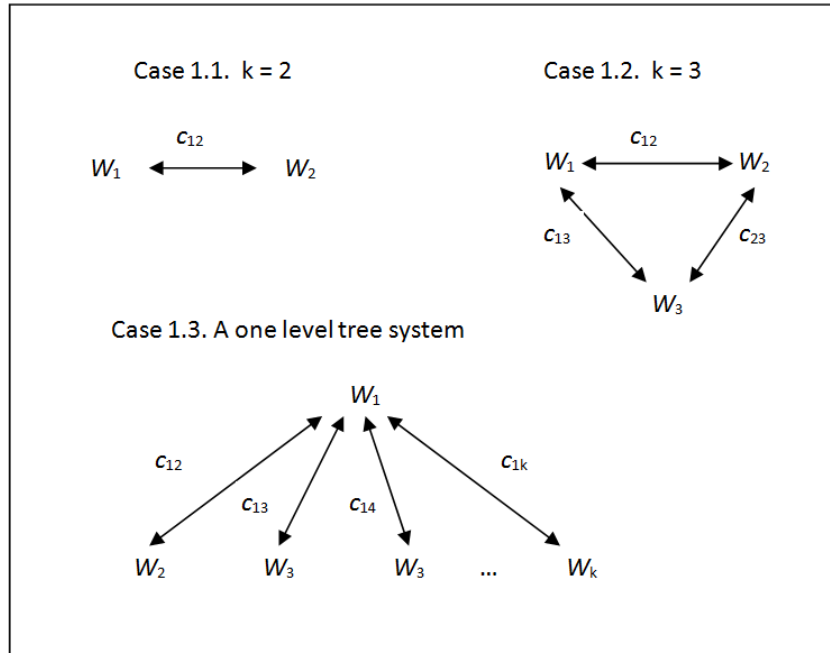 Case 1.1.  k = 2
Case 1.2.  k = 3
c12
W1
W2
c12
W1
W2
c13
c23
W3
Case 1.3. A one level tree system
W1
c12
c13
c14
c1k
W2
W3
W3
...
Wk